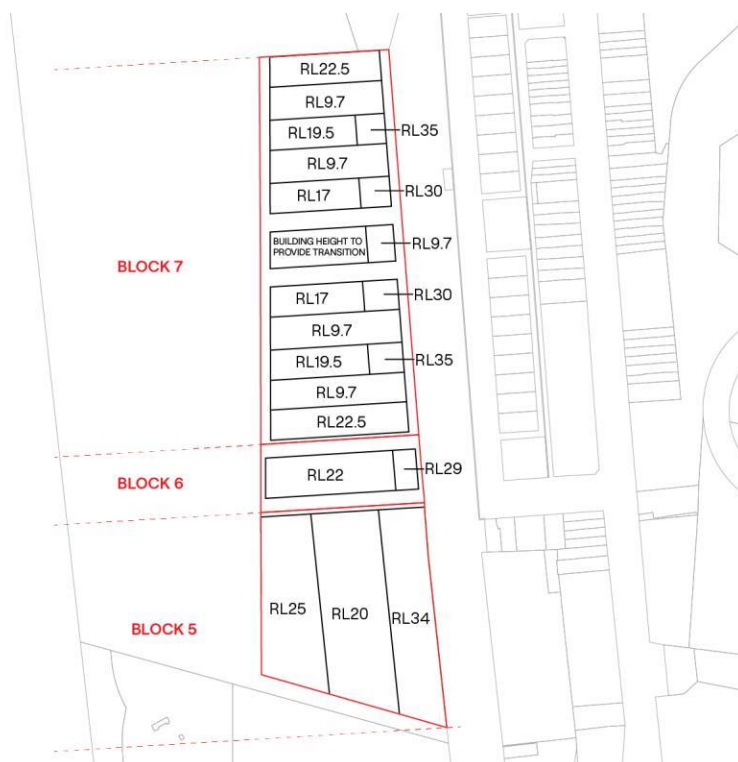 RL22.5
RL9.7
RL19.5
RL35
RL9.7
RL17
RL30
BUILDING HEIGHT TO
PROVIDE TRANSITION
RL9.7
BLOCK 7
RL17
RL30
RL9.7
RL19.5
RL35
RL9.7
RL22.5
BLOCK 6
RL22
RL29
BLOCK 5
RL25
RL20
RL34